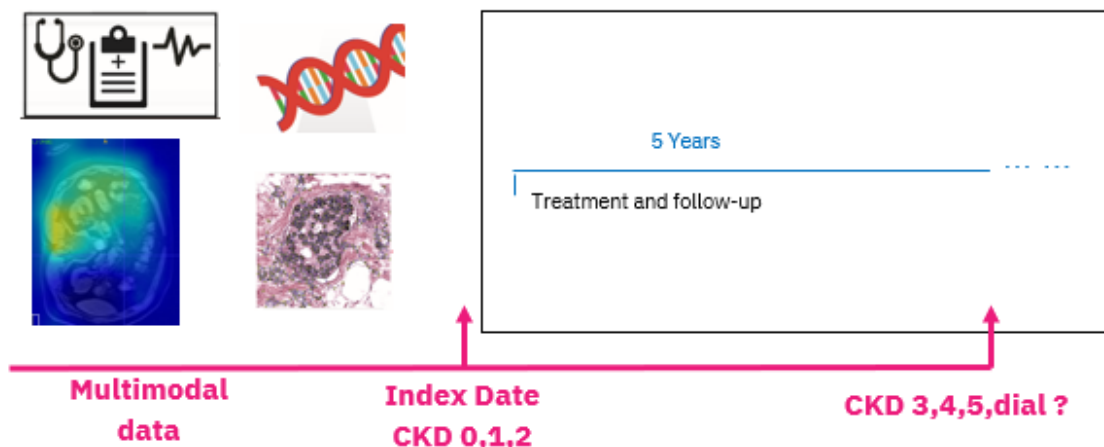 5 Years
Treatment and follow-up
Multimodal
data
Index Date
CKD 0,1,2
CKD 3,4,5,dial ?